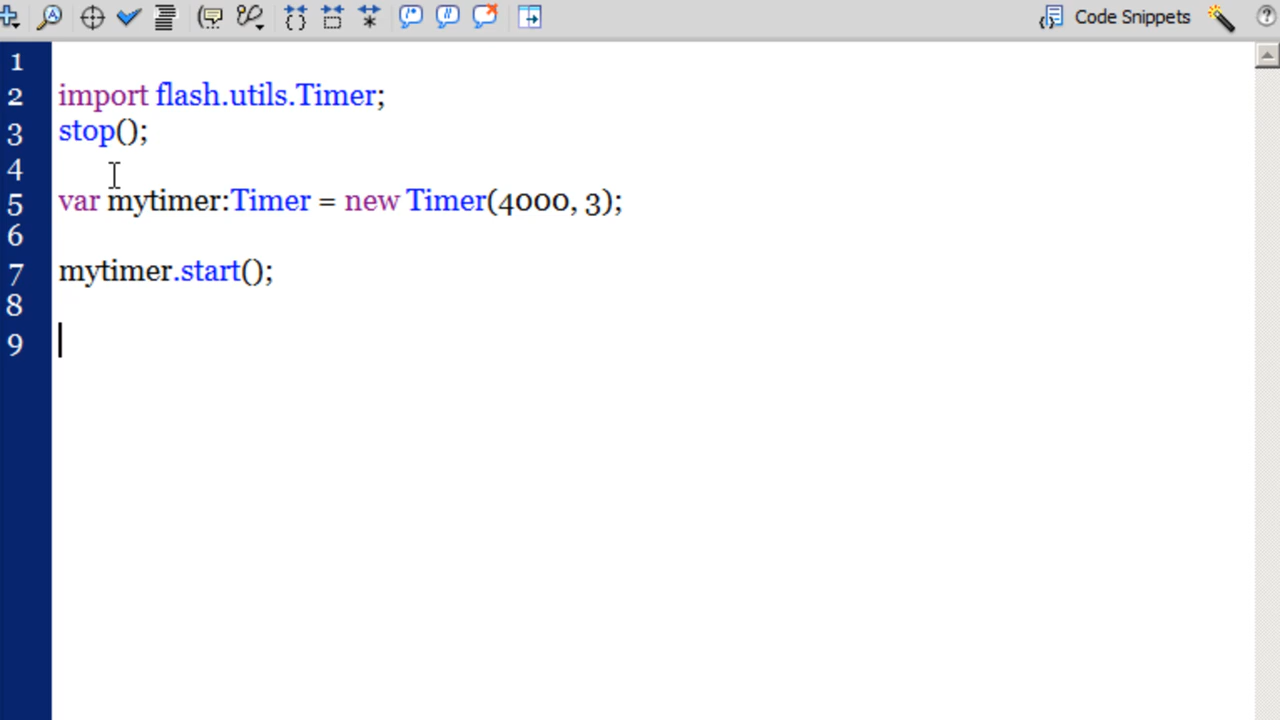 Code Snippets
1
2 import flash.utils.Timer;
3 stop();
4
5 var mytimer:Timer = new Timer(4000, 3);
6
7 mytimer.start();
8
9